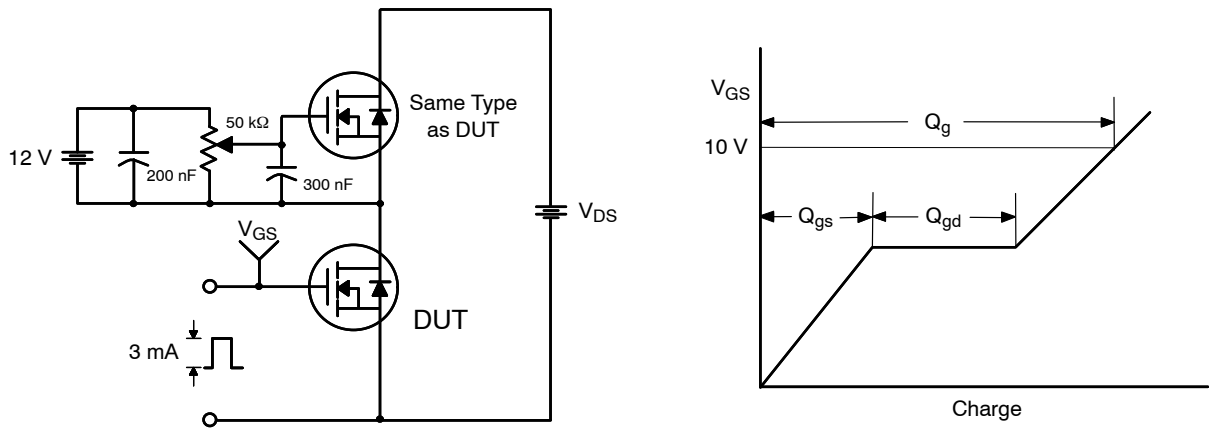 12 V
200 nF
50 kΩ
300 nF
Same Type
as DUT
V_DS
V_GS
DUT
3 mA
V_GS
10 V
Q_g
Q_gs
Q_gd
Charge